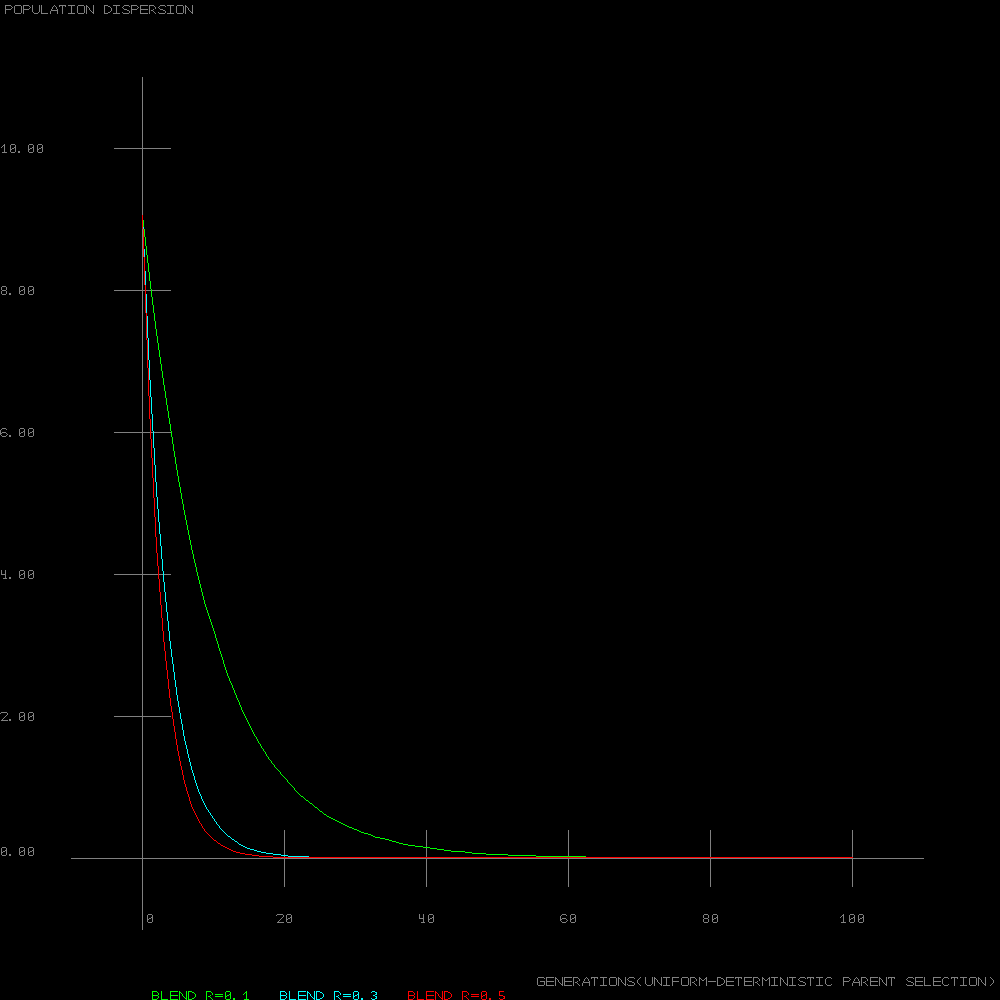 POPULATION DISPERSION
10.00
8.00
6.00
4.00
2.00
0.00
0 20 40 60 80 100
GENERATIONS(UNIFORM-DETERMINISTIC PARENT SELECTION)
BLEND R=0.1 BLEND R=0.3 BLEND R=0.5